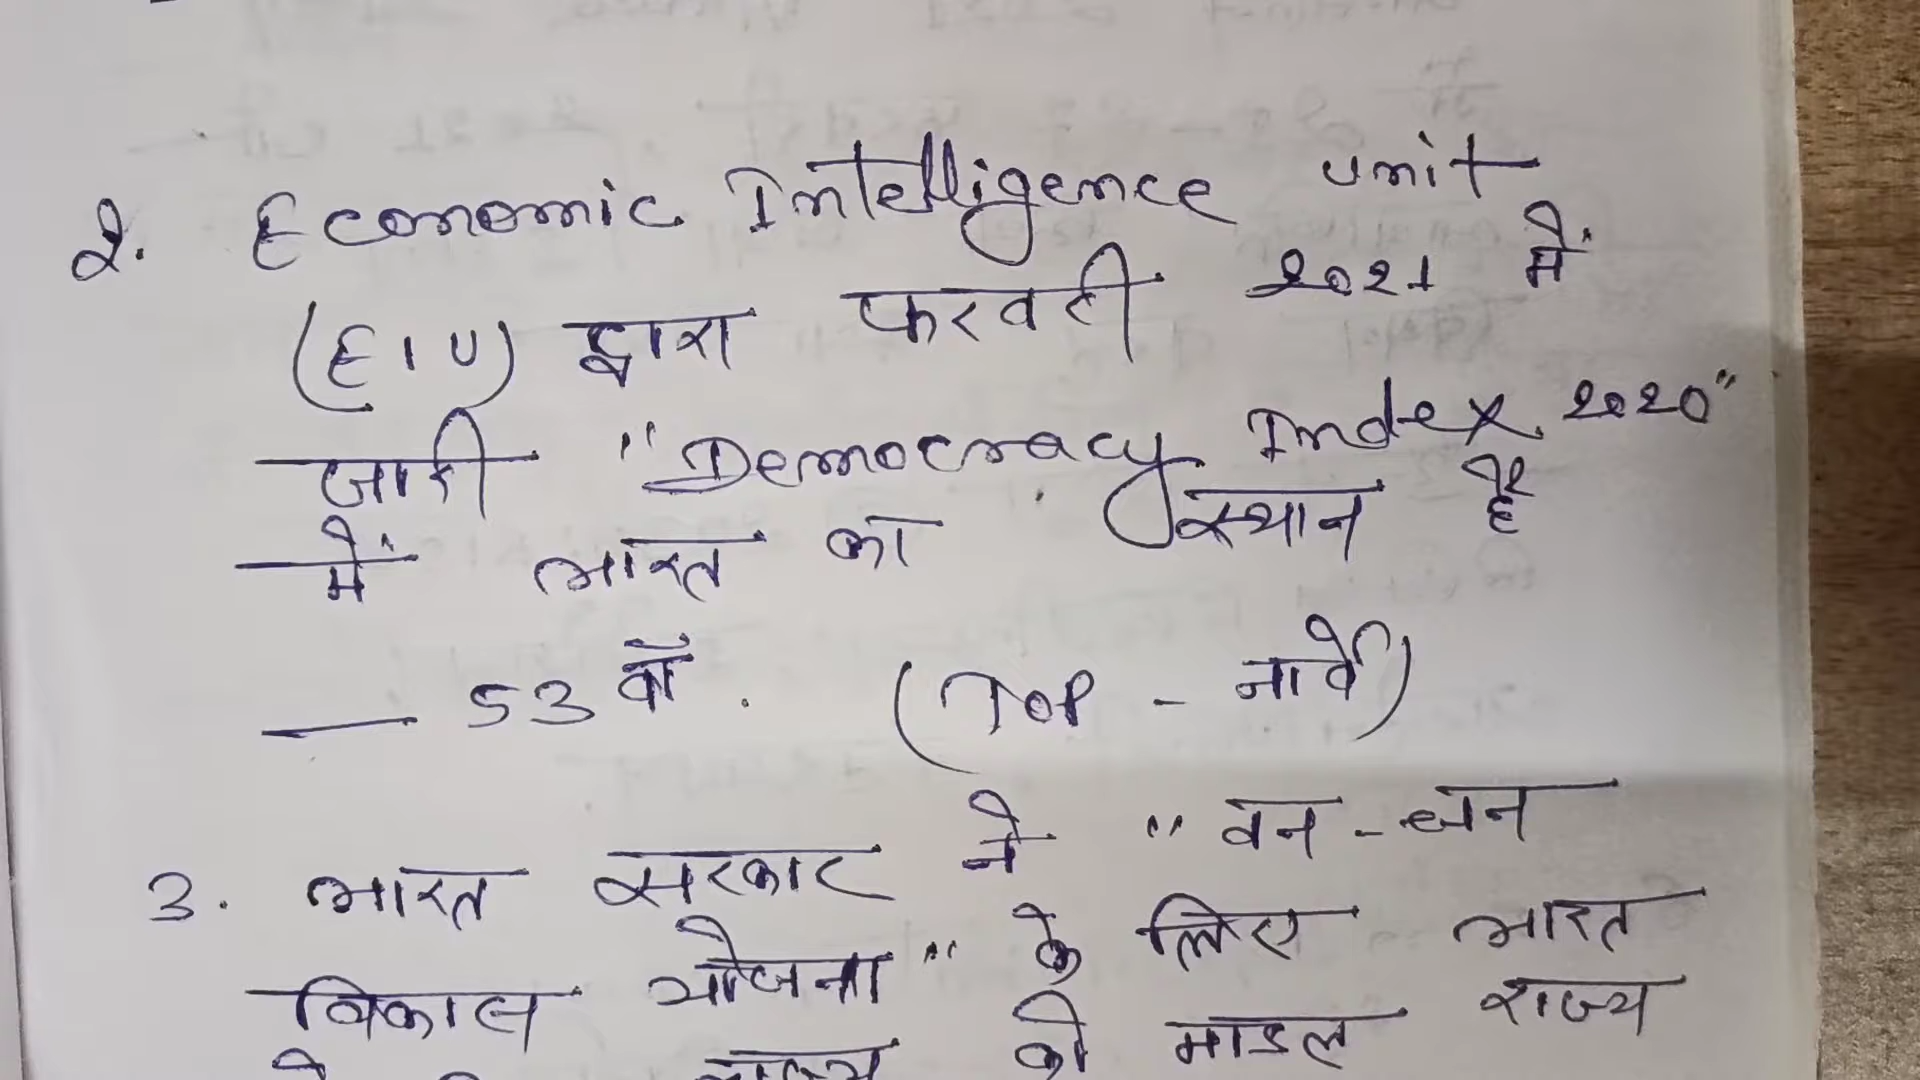 2. Economic Intelligence unit
(EIU) द्वारा फरवरी 2021 में
जारी "Democracy Index 2020"
में भारत का स्थान है
— 53 वाँ. (TOP - नार्वे)
3. भारत सरकार ने "वन-धन
विकास योजना" के लिए भारत
को माडल राज्य